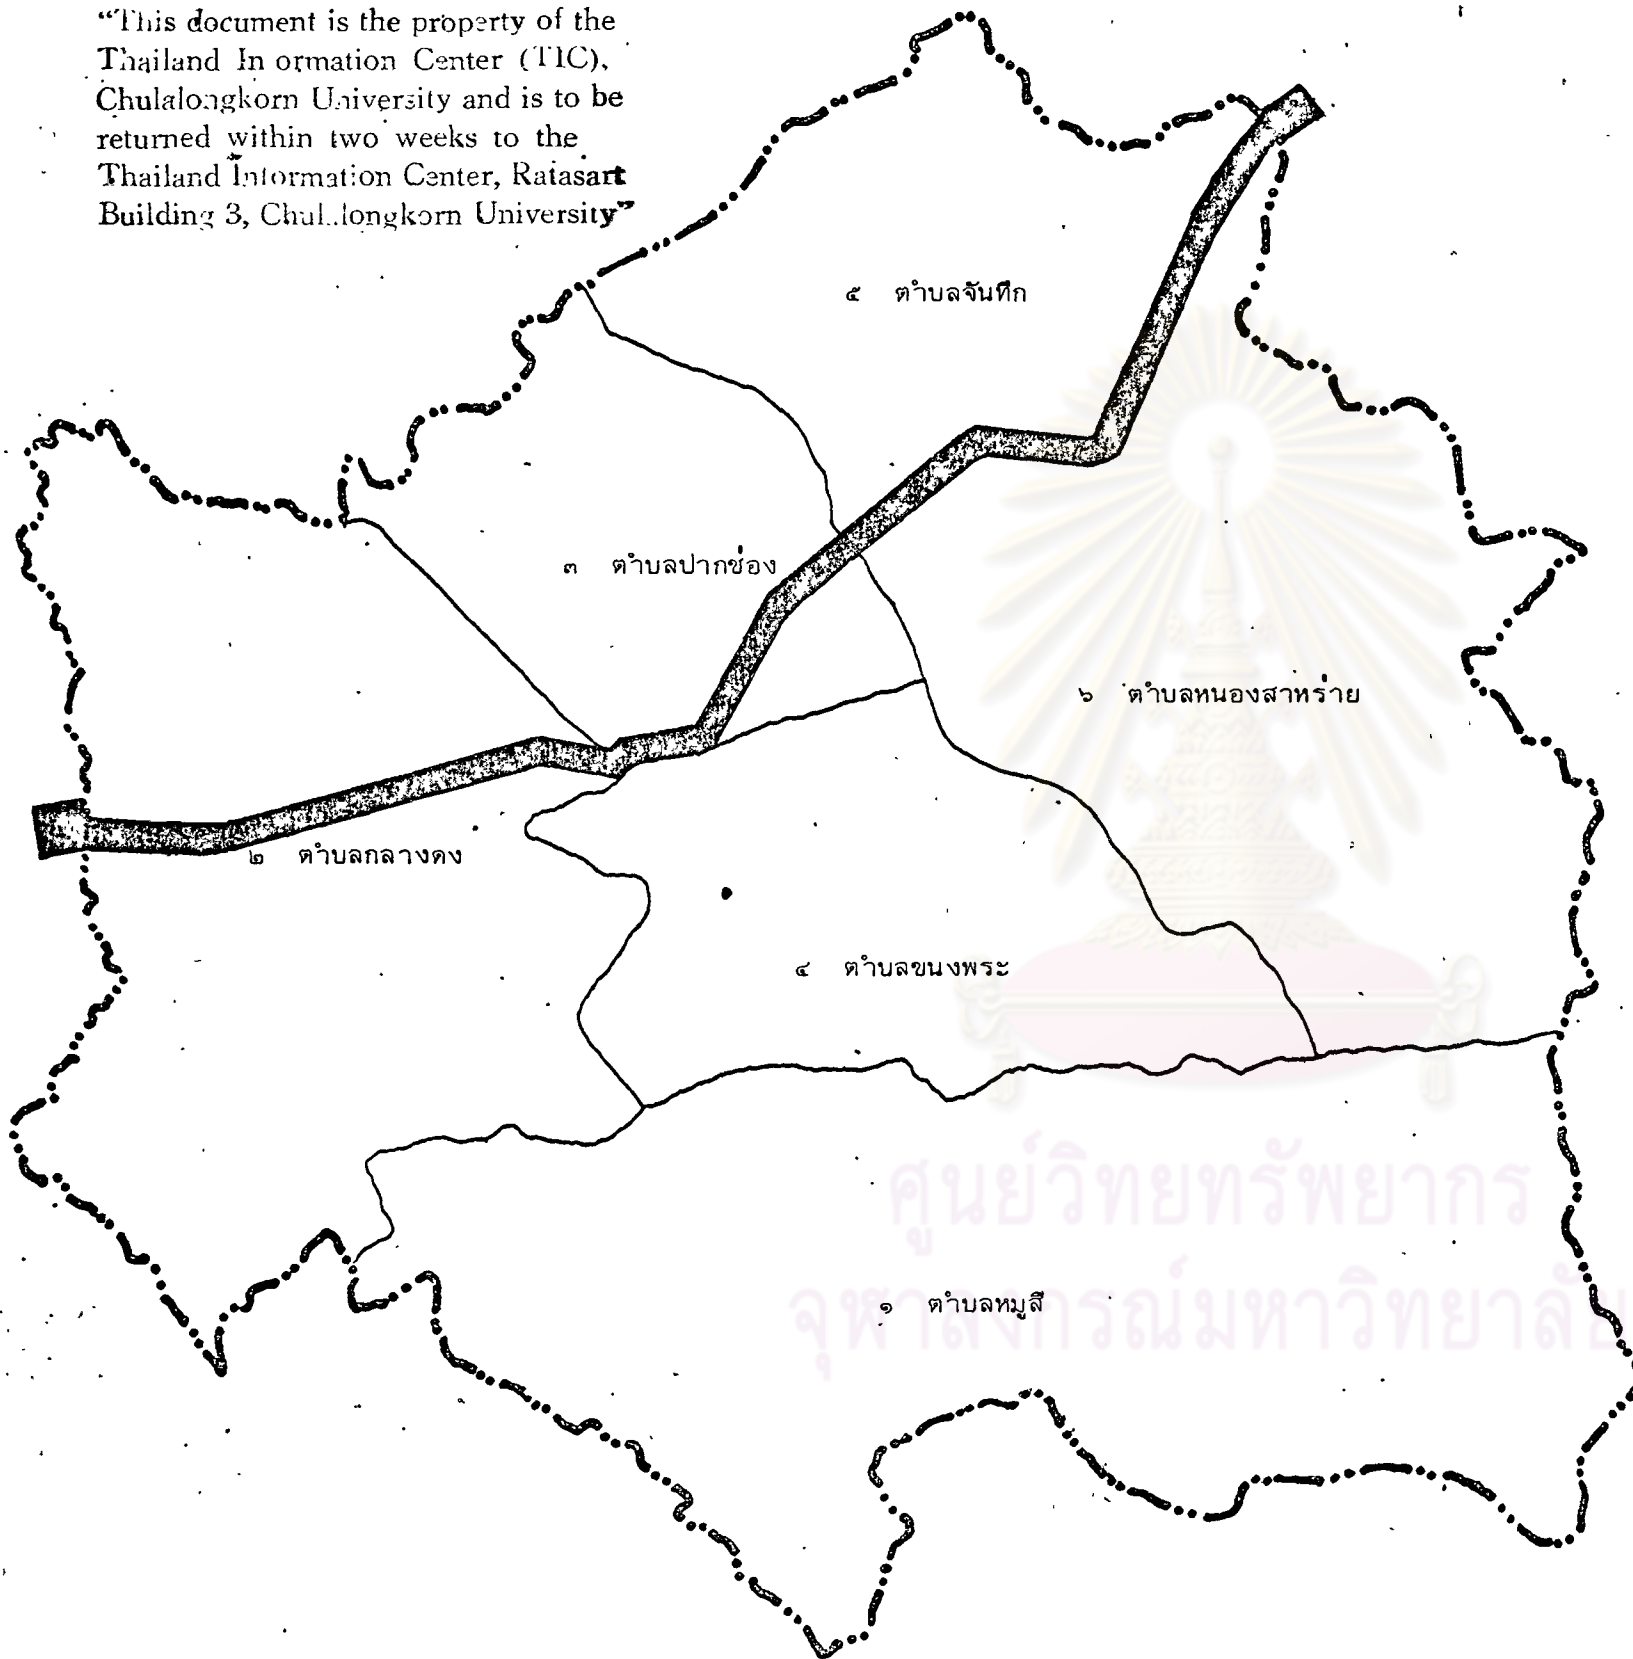 “This document is the property of the
Thailand In ormation Center (TIC),
Chulalongkorn University and is to be
returned within two weeks to the
Thailand Information Center, Ratasart
Building 3, Chul..longkorn University”
๕ ตำบลจันทึก
๓ ตำบลปากช่อง
๖ ตำบลหนองสาหร่าย
๒ ตำบลกลางดง
๔ ตำบลขนงพระ
ศูนย์วิทยทรัพยากร
๑ ตำบลหมูสี
จุฬาลงกรณ์มหาวิทยาลัย